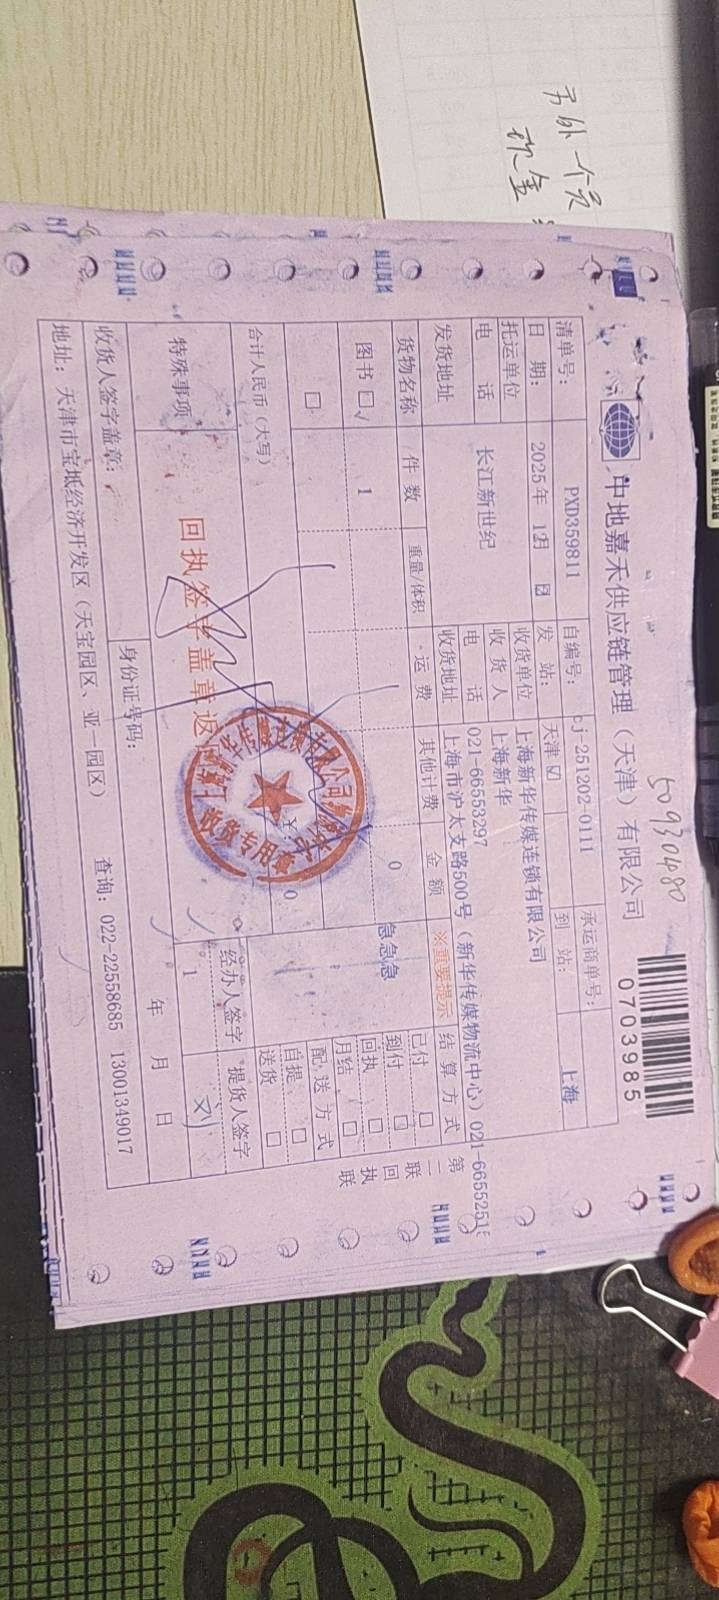 另外一个员
现金
50930480
中地嘉禾供应链管理（天津）有限公司
0703985
清单号： PXD359811 自编号： cj-251202-0111 承运商单号：
日 期： 2025年 12月 发 站： 天津 到 站： 上海
托运单位 收货单位 上海新华传媒连锁有限公司
长江新世纪 收 货 人 上海新华
电 话 电 话 021-66553297
发货地址 收货地址 上海市沪太支路500号（新华传媒物流中心）021-6655251
货物名称 件 数 重量/体积 运 费 其他计费 金 额 ※重要提示 结 算 方 式
图书 □√ 1 0 急急急 已付 □
到付 □
□ 回执 □
月结 □
合计人民币（大写） 0 配 送 方 式
自提 □
送货 □
特殊事项 回执签单盖章返 经办人签字 提货人签字
1
收货专用章
收货人签字盖章： 身份证号码： 年 月 日
地址：天津市宝坻经济开发区（天宝园区、亚 园区） 查询：022-22558685 13001349017
第二联 回执联